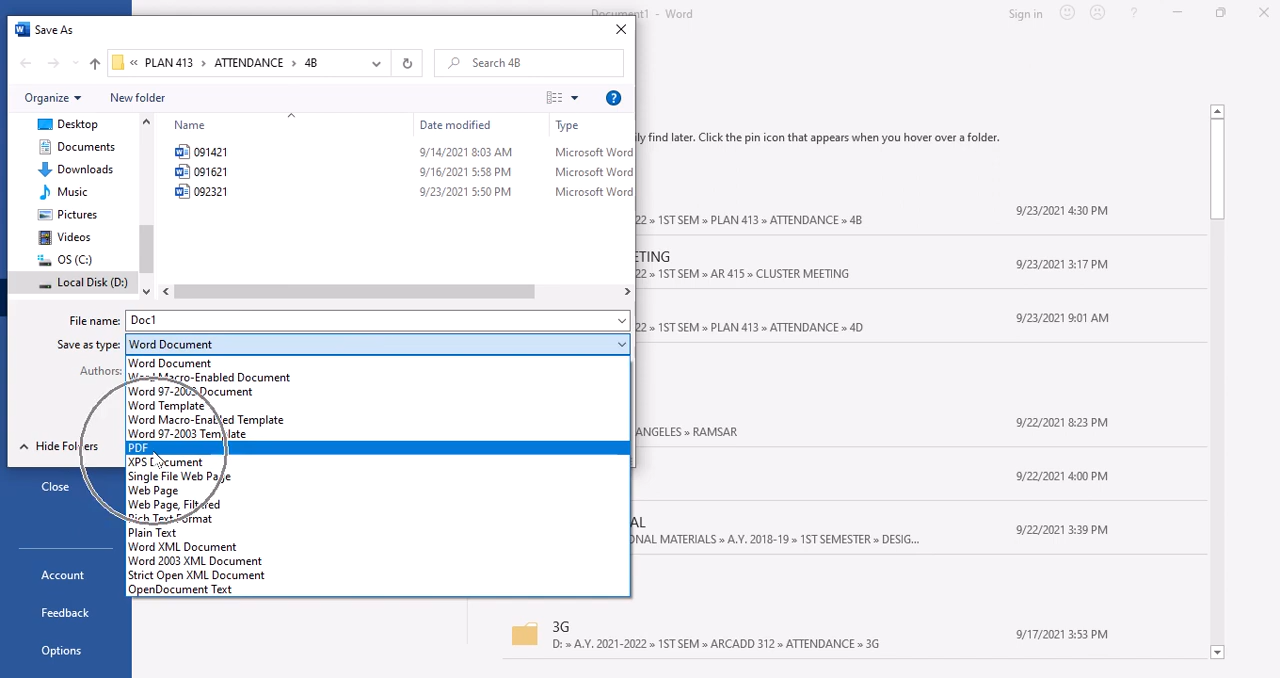 Document1 - Word
Sign in
?
Save As
« PLAN 413 › ATTENDANCE › 4B
Search 4B
Organize
New folder
?
Desktop
Documents
Downloads
Music
Pictures
Videos
OS (C:)
Local Disk (D:)
Name Date modified Type
091421 9/14/2021 8:03 AM Microsoft Word
091621 9/16/2021 5:58 PM Microsoft Word
092321 9/23/2021 5:50 PM Microsoft Word
File name: Doc1
Save as type: Word Document
Authors:
Word Document
Word Macro-Enabled Document
Word 97-2003 Document
Word Template
Word Macro-Enabled Template
Word 97-2003 Template
PDF
XPS Document
Single File Web Page
Web Page
Web Page, Filtered
Rich Text Format
Plain Text
Word XML Document
Word 2003 XML Document
Strict Open XML Document
OpenDocument Text
Hide Folders
Close
Account
Feedback
Options
find later. Click the pin icon that appears when you hover over a folder.
22 » 1ST SEM » PLAN 413 » ATTENDANCE » 4B
9/23/2021 4:30 PM
ETING
22 » 1ST SEM » AR 415 » CLUSTER MEETING
9/23/2021 3:17 PM
22 » 1ST SEM » PLAN 413 » ATTENDANCE » 4D
9/23/2021 9:01 AM
ANGELES » RAMSAR
9/22/2021 8:23 PM
9/22/2021 4:00 PM
AL
ONAL MATERIALS » A.Y. 2018-19 » 1ST SEMESTER » DESIG...
9/22/2021 3:39 PM
3G
D: » A.Y. 2021-2022 » 1ST SEM » ARCADD 312 » ATTENDANCE » 3G
9/17/2021 3:53 PM